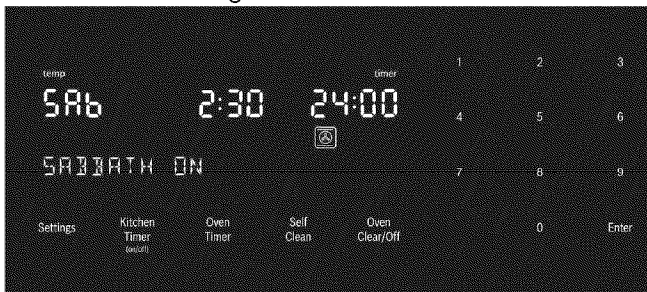 temp
timer
SAb 2:30 24:00
SABBATH ON
Settings
Kitchen
Timer
(on/off)
Oven
Timer
Self
Clean
Oven
Clear/Off
1 2 3
4 5 6
7 8 9
0 Enter